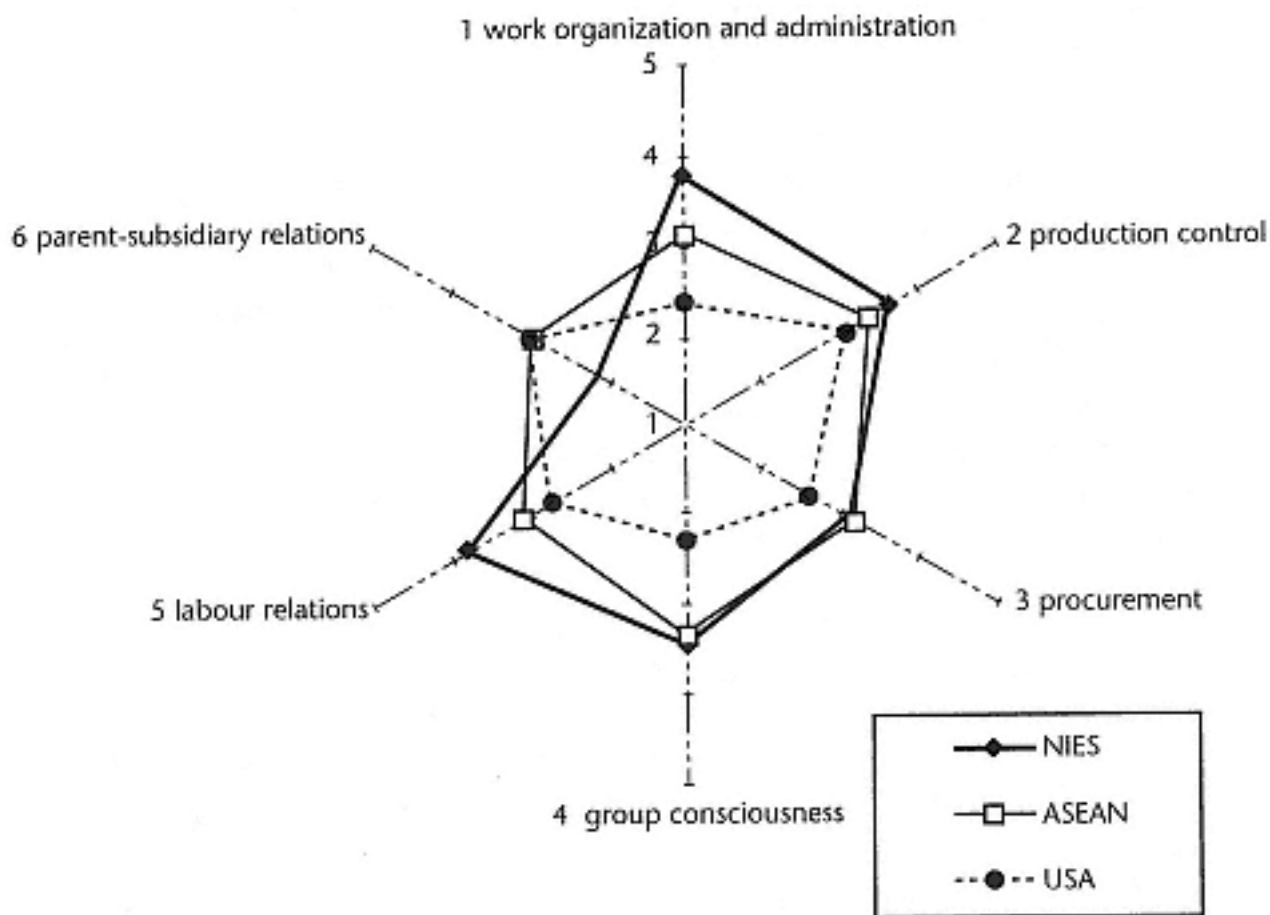 1 work organization and administration
5
4
3
6 parent-subsidiary relations
2 production control
2
1
5 labour relations
3 procurement
4 group consciousness
NIES
ASEAN
USA